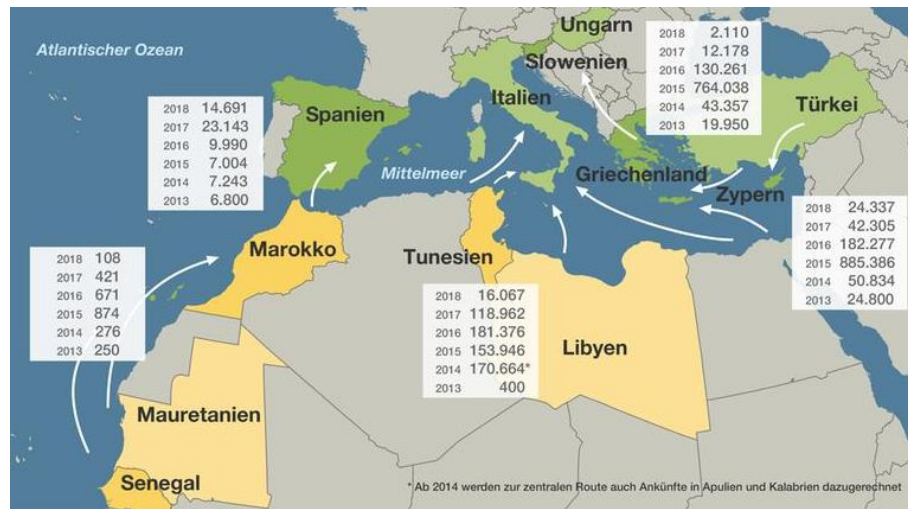 Atlantischer Ozean
Ungarn
Slowenien
Italien
Spanien
Türkei
Mittelmeer
Griechenland
Zypern
Marokko
Tunesien
Libyen
Mauretanien
Senegal
2018 2.110
2017 12.178
2016 130.261
2015 764.038
2014 43.357
2013 19.950
2018 14.691
2017 23.143
2016 9.990
2015 7.004
2014 7.243
2013 6.800
2018 24.337
2017 42.305
2016 182.277
2015 885.386
2014 50.834
2013 24.800
2018 108
2017 421
2016 671
2015 874
2014 276
2013 250
2018 16.067
2017 118.962
2016 181.376
2015 153.946
2014 170.664*
2013 400
* Ab 2014 werden zur zentralen Route auch Ankünfte in Apulien und Kalabrien dazugerechnet